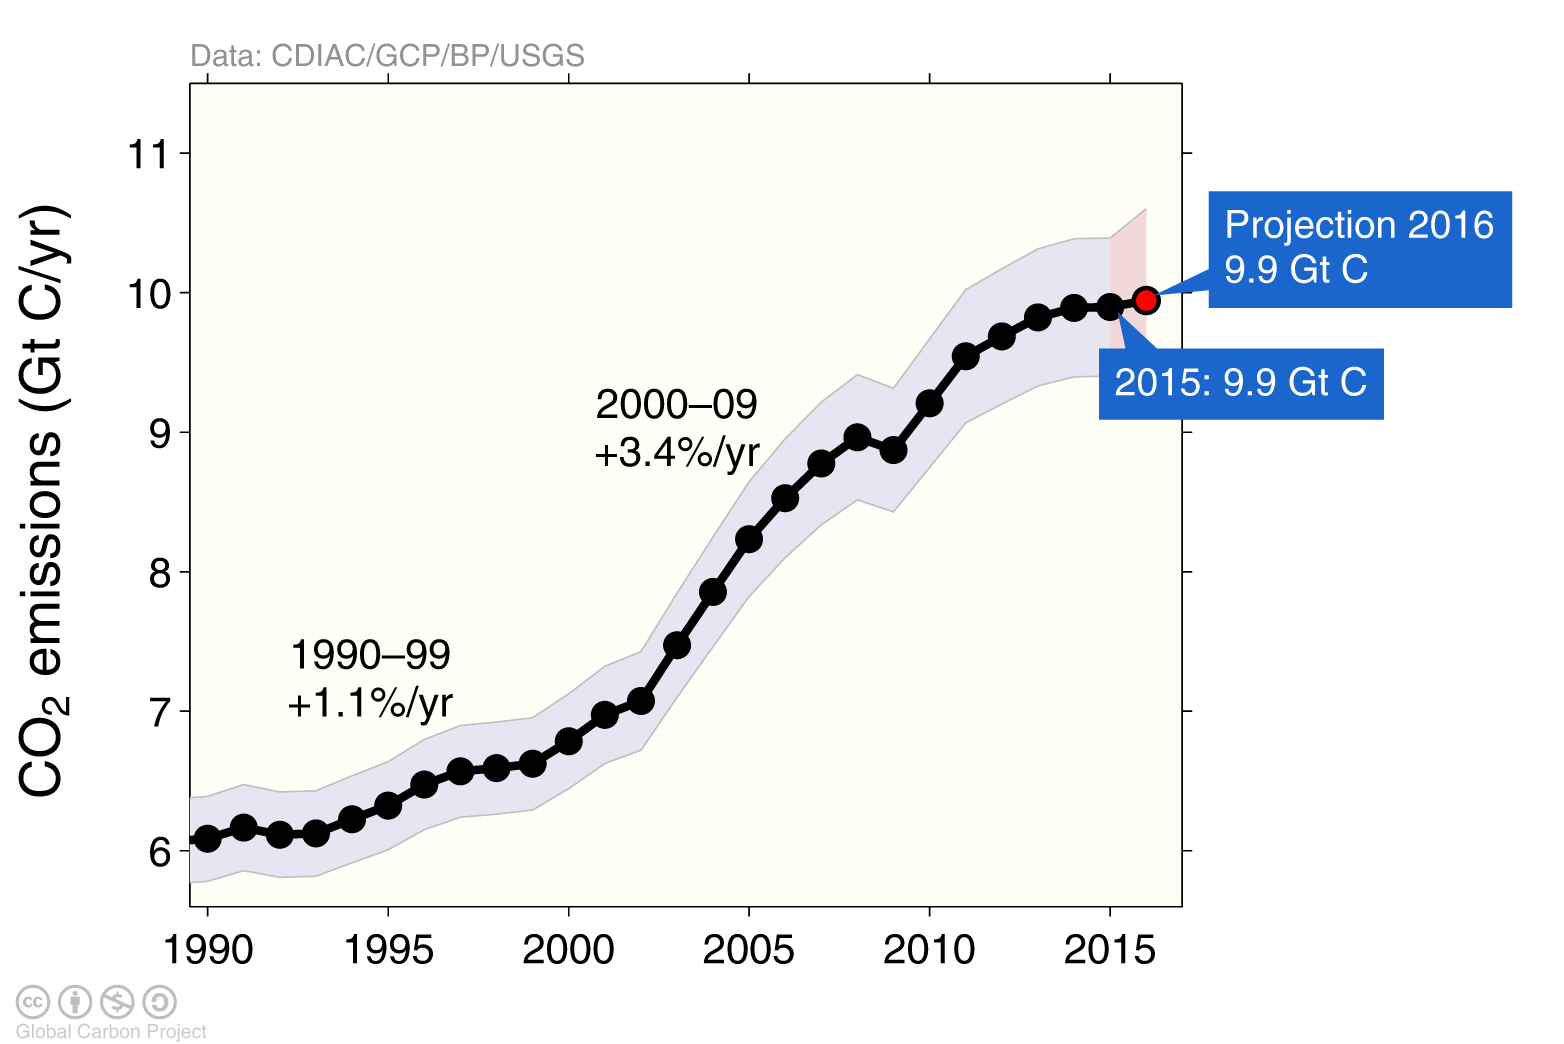 Data: CDIAC/GCP/BP/USGS
CO₂ emissions (Gt C/yr)
11
10
9
8
7
6
Projection 2016
9.9 Gt C
2015: 9.9 Gt C
2000–09
+3.4%/yr
1990–99
+1.1%/yr
1990 1995 2000 2005 2010 2015
cc
Global Carbon Project